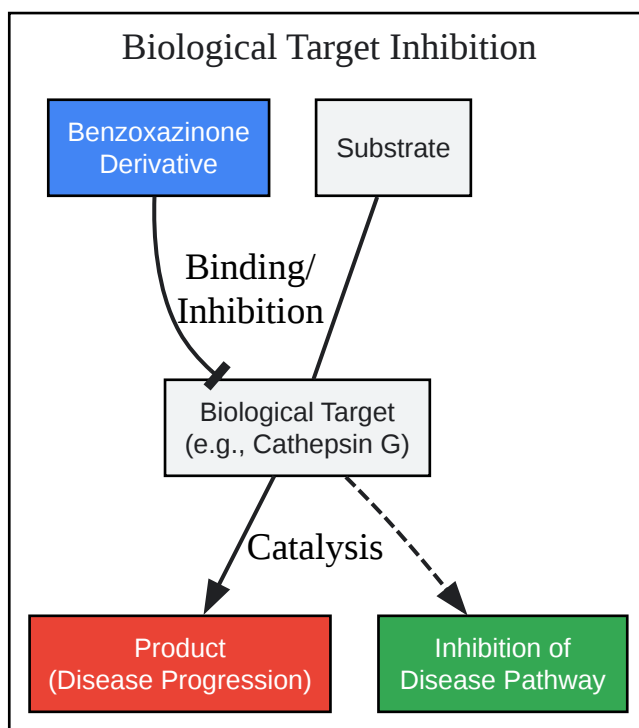 Biological Target Inhibition
Benzoxazinone
Derivative
Substrate
Binding/
Inhibition
Biological Target
(e.g., Cathepsin G)
Catalysis
Product
(Disease Progression)
Inhibition of
Disease Pathway